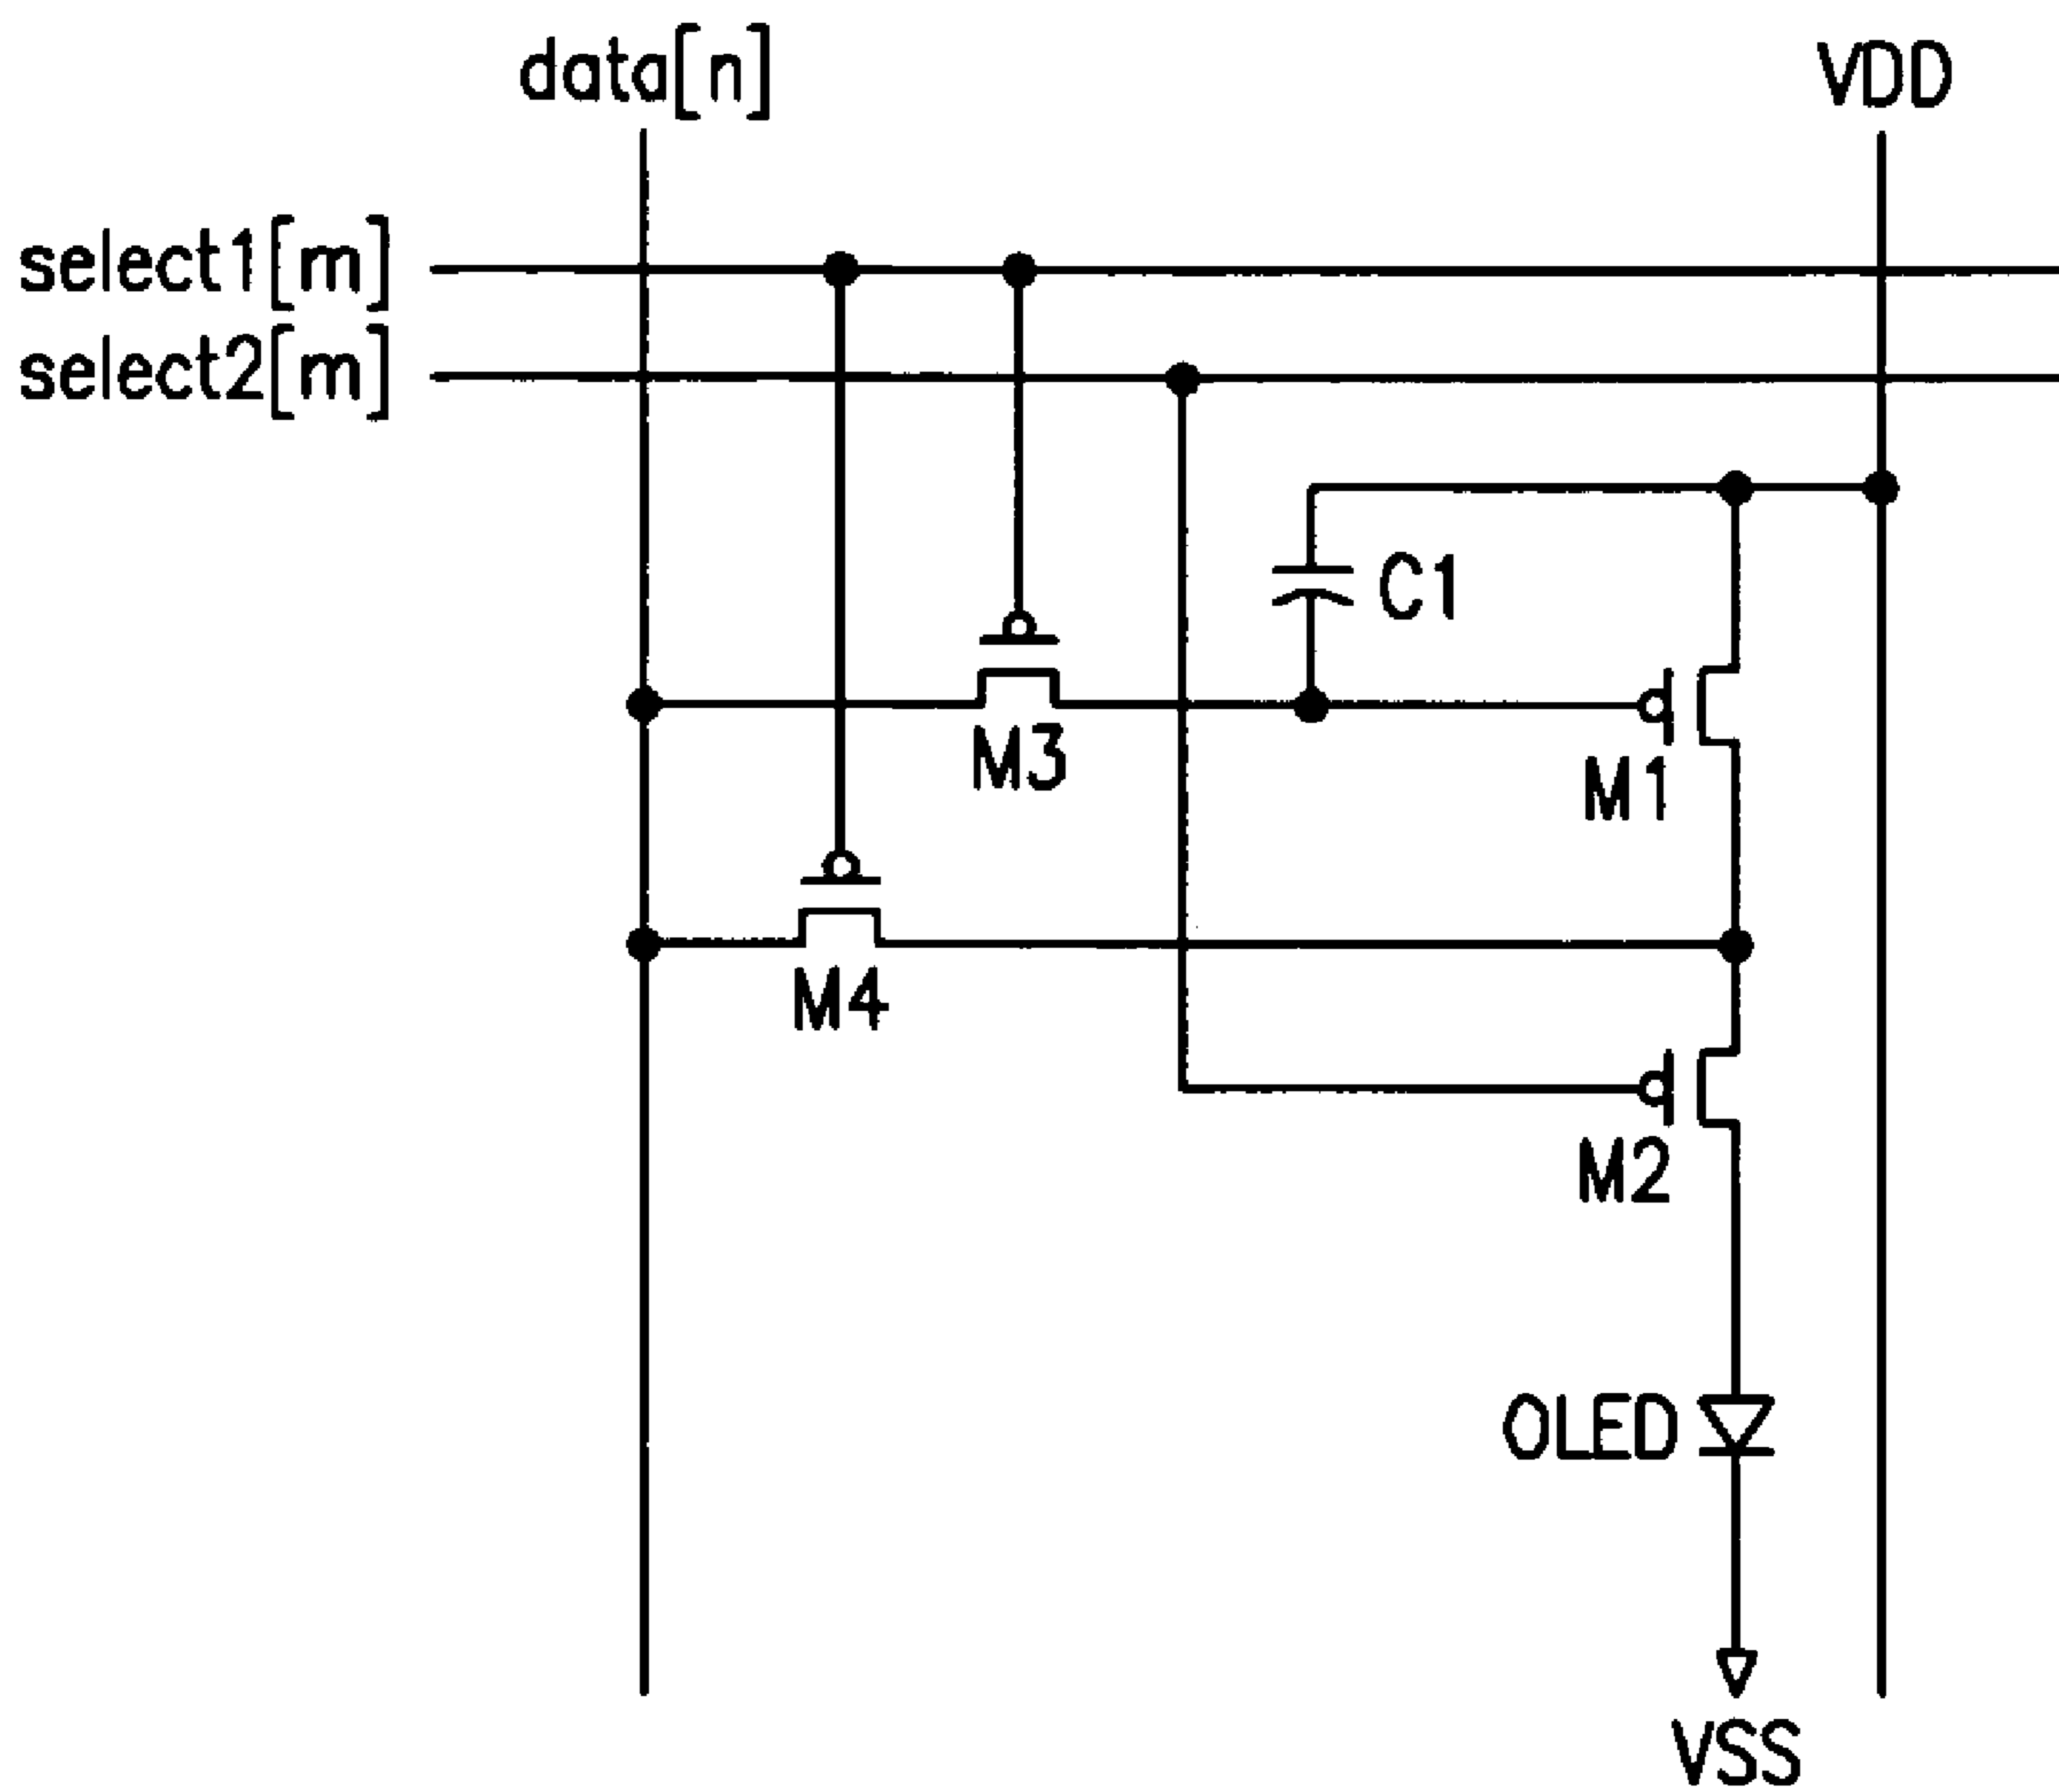 data[n]
VDD
select1[m]
select2[m]
C1
M3
M1
M4
M2
OLED
VSS